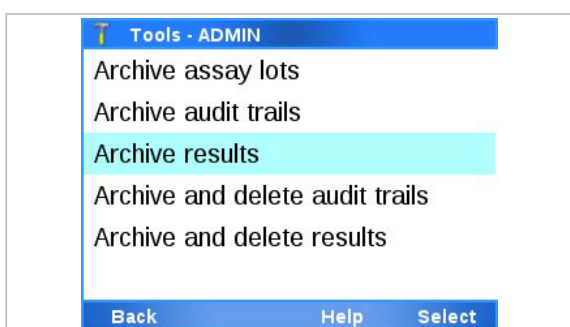 Tools - ADMIN
Archive assay lots
Archive audit trails
Archive results
Archive and delete audit trails
Archive and delete results
Back Help Select